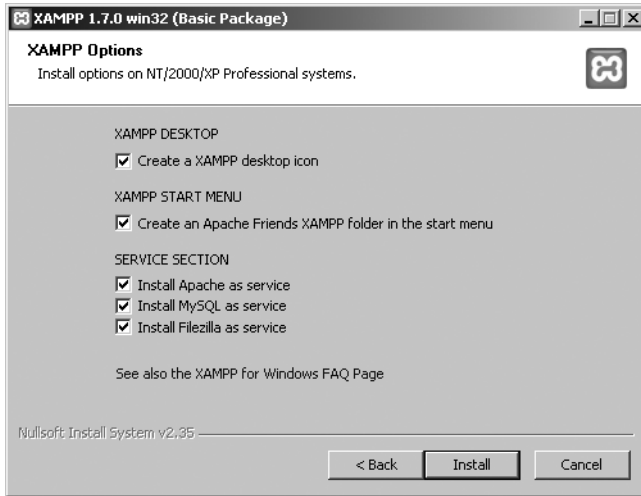 XAMPP 1.7.0 win32 (Basic Package)
XAMPP Options
Install options on NT/2000/XP Professional systems.
XAMPP DESKTOP
Create a XAMPP desktop icon
XAMPP START MENU
Create an Apache Friends XAMPP folder in the start menu
SERVICE SECTION
Install Apache as service
Install MySQL as service
Install Filezilla as service
See also the XAMPP for Windows FAQ Page
Nullsoft Install System v2.35
< Back Install Cancel